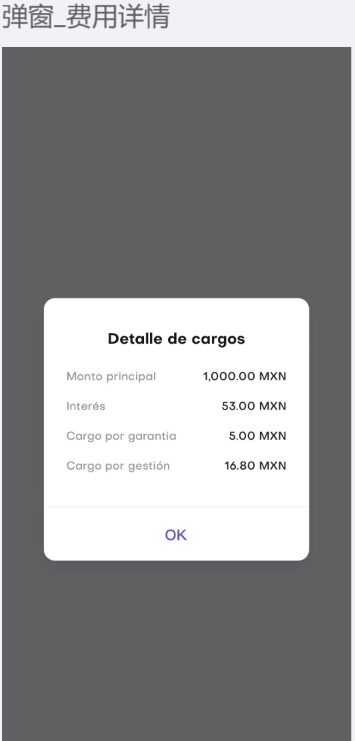 弹窗_费用详情
Detalle de cargos
Monto principal 1,000.00 MXN
Interés 53.00 MXN
Cargo por garantia 5.00 MXN
Cargo por gestión 16.80 MXN
OK